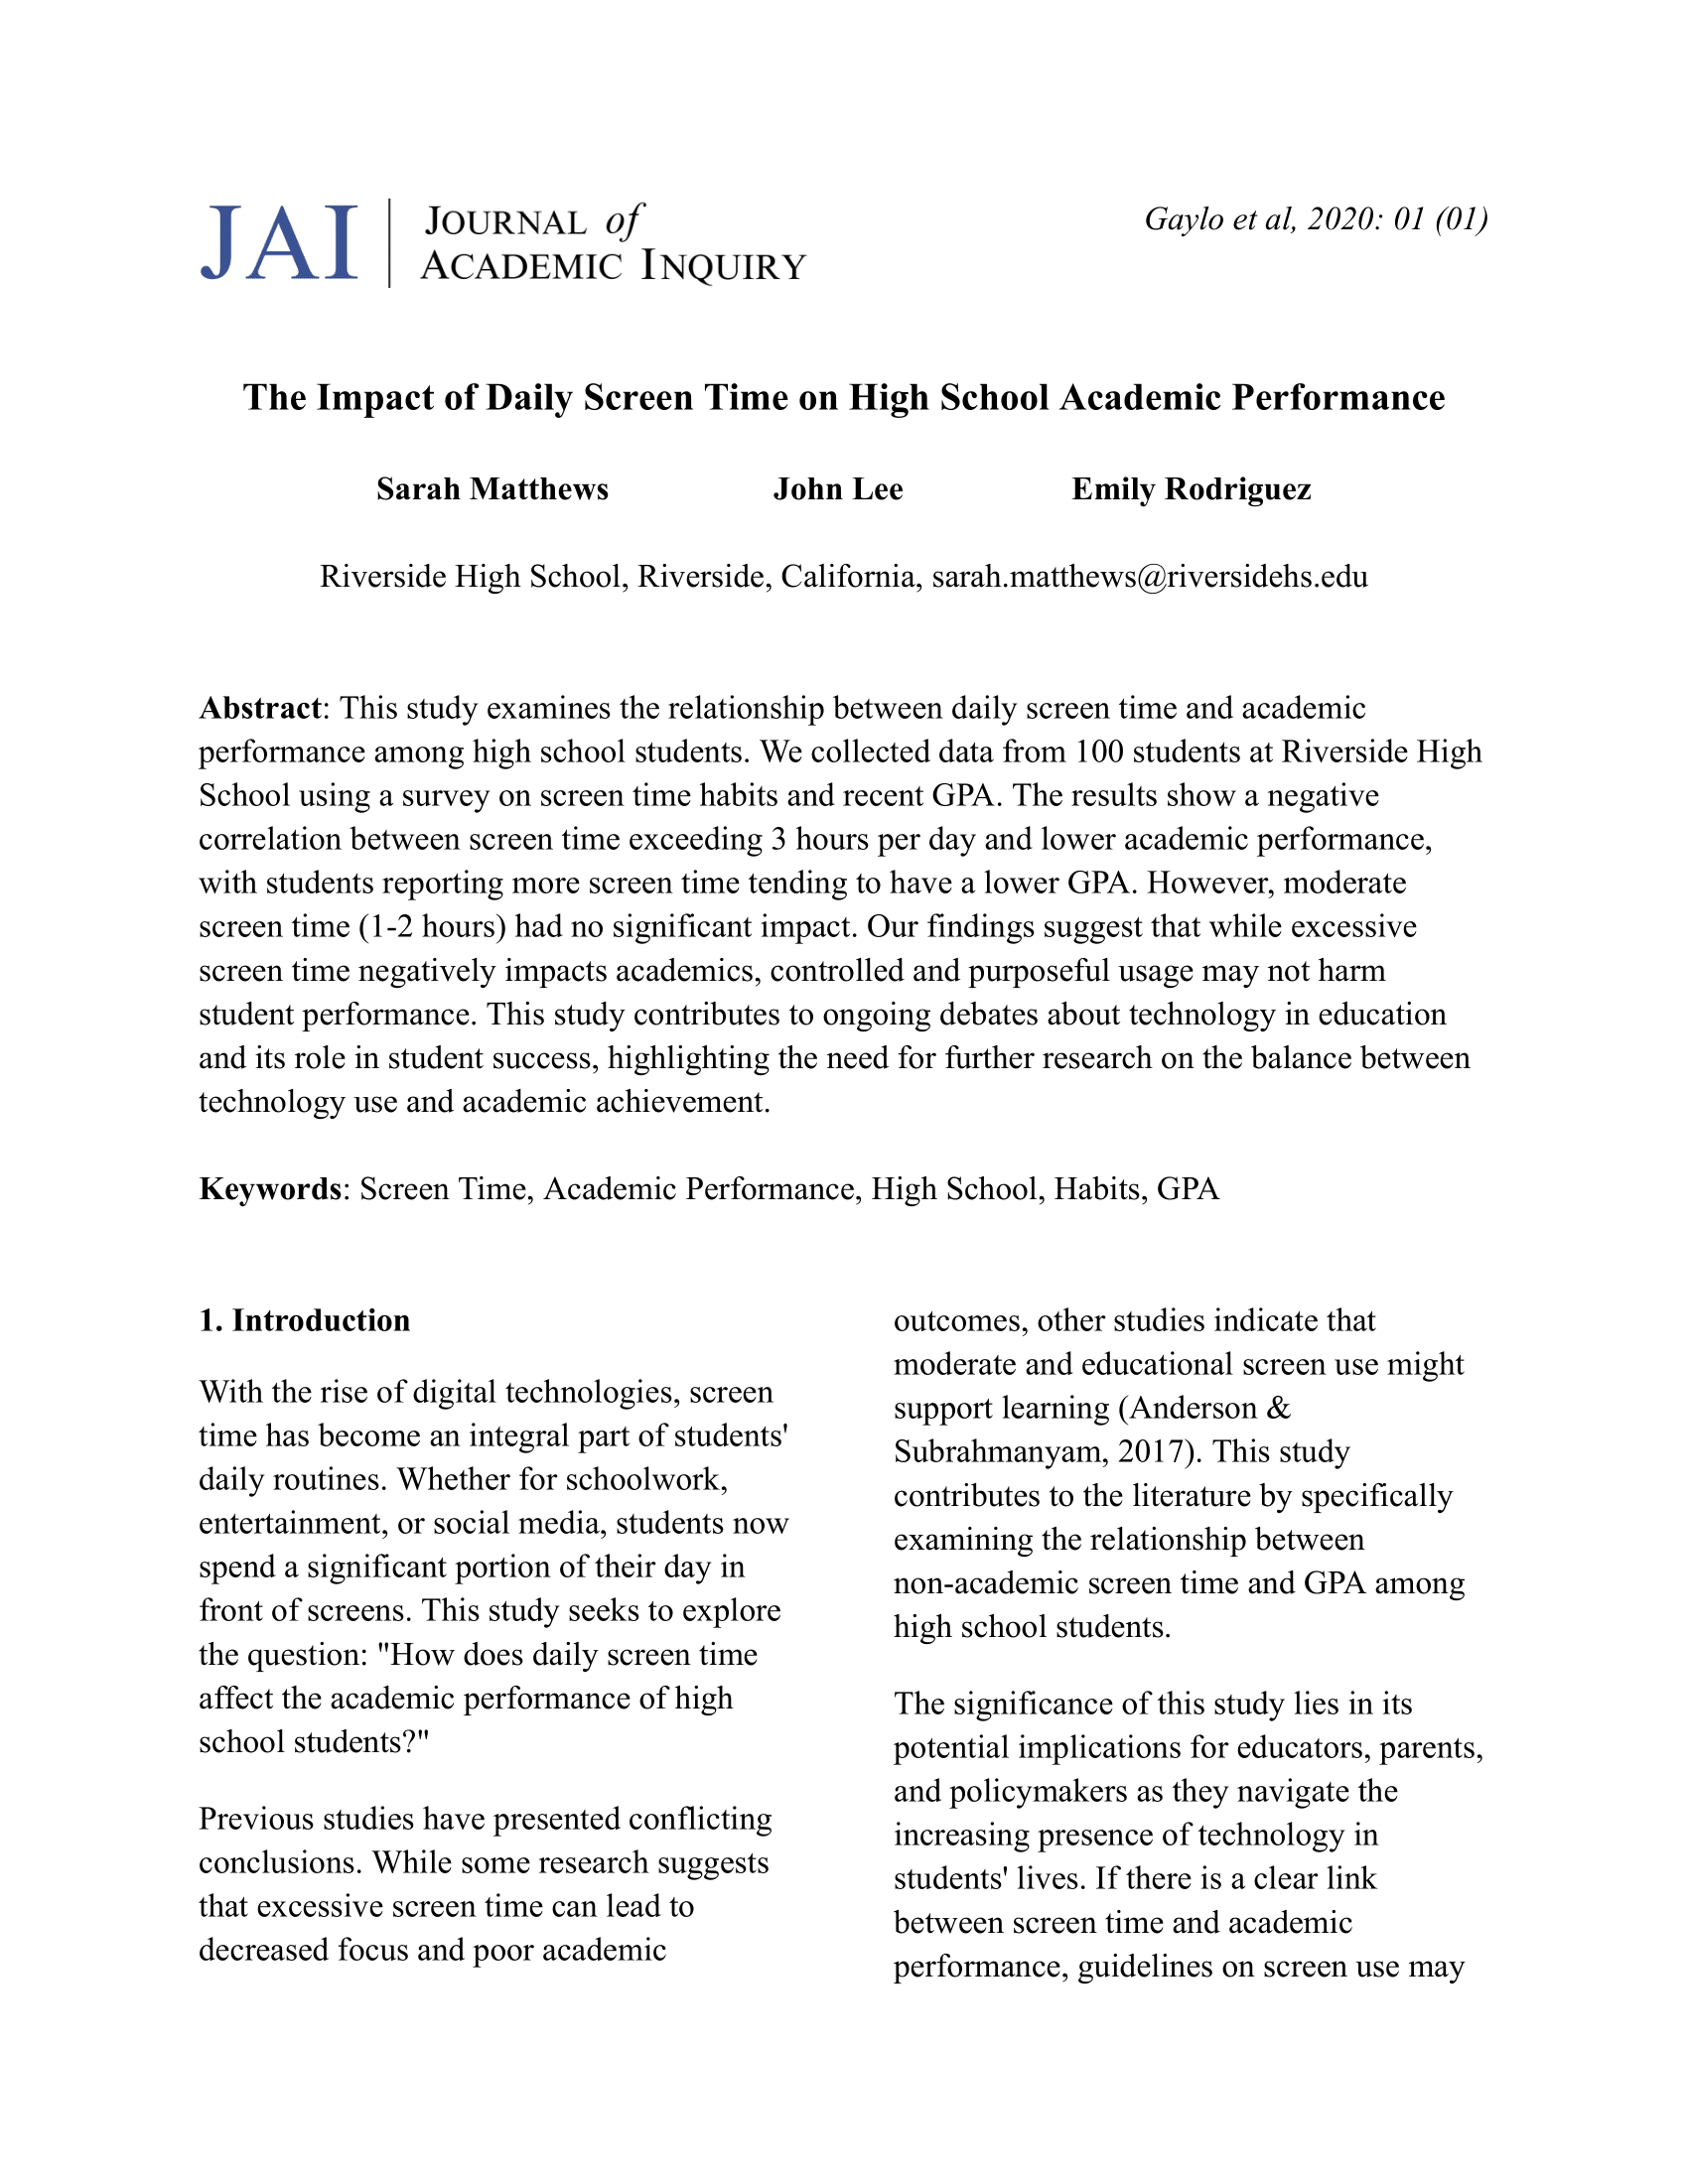 JAI
JOURNAL of
ACADEMIC INQUIRY
Gaylo et al, 2020: 01 (01)
The Impact of Daily Screen Time on High School Academic Performance
Sarah Matthews John Lee Emily Rodriguez
Riverside High School, Riverside, California, sarah.matthews@riversidehs.edu
Abstract: This study examines the relationship between daily screen time and academic
performance among high school students. We collected data from 100 students at Riverside High
School using a survey on screen time habits and recent GPA. The results show a negative
correlation between screen time exceeding 3 hours per day and lower academic performance,
with students reporting more screen time tending to have a lower GPA. However, moderate
screen time (1-2 hours) had no significant impact. Our findings suggest that while excessive
screen time negatively impacts academics, controlled and purposeful usage may not harm
student performance. This study contributes to ongoing debates about technology in education
and its role in student success, highlighting the need for further research on the balance between
technology use and academic achievement.
Keywords: Screen Time, Academic Performance, High School, Habits, GPA
1. Introduction
With the rise of digital technologies, screen
time has become an integral part of students'
daily routines. Whether for schoolwork,
entertainment, or social media, students now
spend a significant portion of their day in
front of screens. This study seeks to explore
the question: "How does daily screen time
affect the academic performance of high
school students?"
Previous studies have presented conflicting
conclusions. While some research suggests
that excessive screen time can lead to
decreased focus and poor academic
outcomes, other studies indicate that
moderate and educational screen use might
support learning (Anderson &
Subrahmanyam, 2017). This study
contributes to the literature by specifically
examining the relationship between
non-academic screen time and GPA among
high school students.
The significance of this study lies in its
potential implications for educators, parents,
and policymakers as they navigate the
increasing presence of technology in
students' lives. If there is a clear link
between screen time and academic
performance, guidelines on screen use may